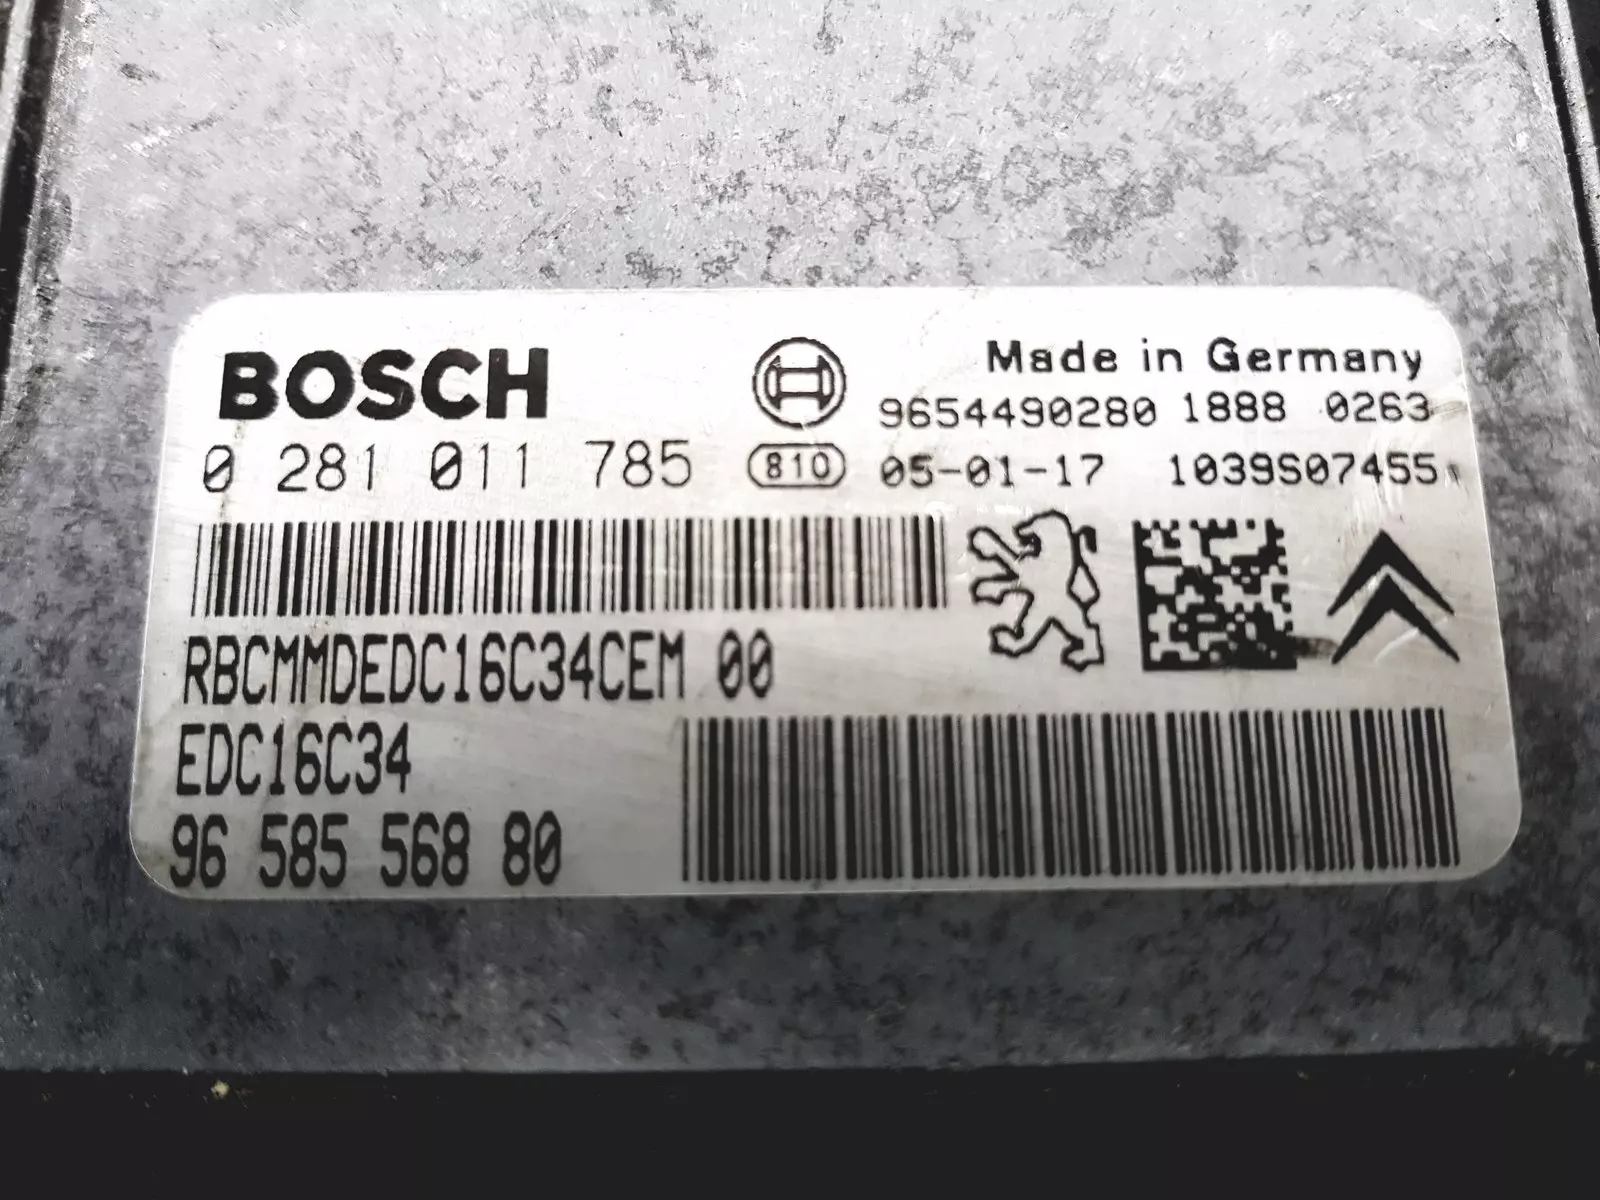 BOSCH
Made in Germany
9654490280 1888 0263
0 281 011 785 810 05-01-17 1039S07455
RBCMMDEDC16C34CEM 00
EDC16C34
96 585 568 80